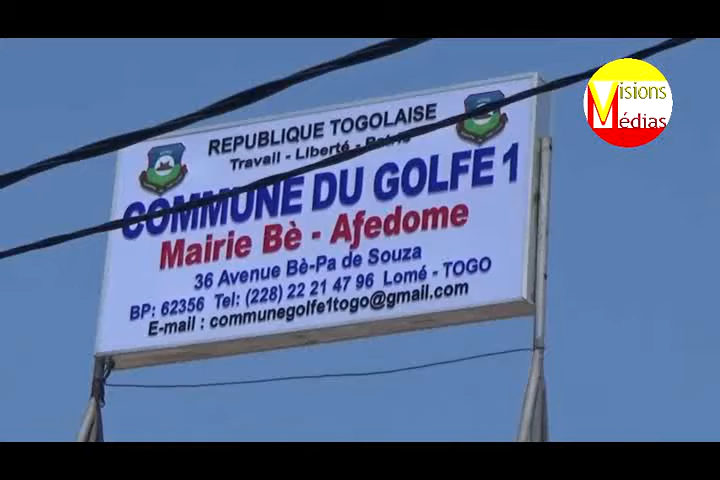 REPUBLIQUE TOGOLAISE
Travail - Liberté - Patrie
COMMUNE DU GOLFE 1
Mairie Bè - Afedome
36 Avenue Bè-Pa de Souza
BP: 62356 Tel: (228) 22 21 47 96 Lomé - TOGO
E-mail : communegolfe1togo@gmail.com
Visions
Médias